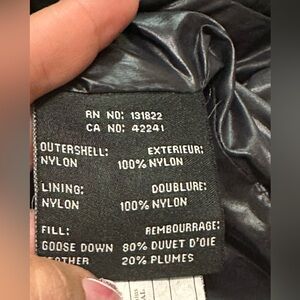 RN NO: 131822
CA NO: 42241
OUTERSHELL: EXTERIEUR:
NYLON 100% NYLON
LINING: DOUBLURE:
NYLON 100% NYLON
FILL: REMBOURRAGE:
GOOSE DOWN 80% DUVET D'OIE
20% PLUMES